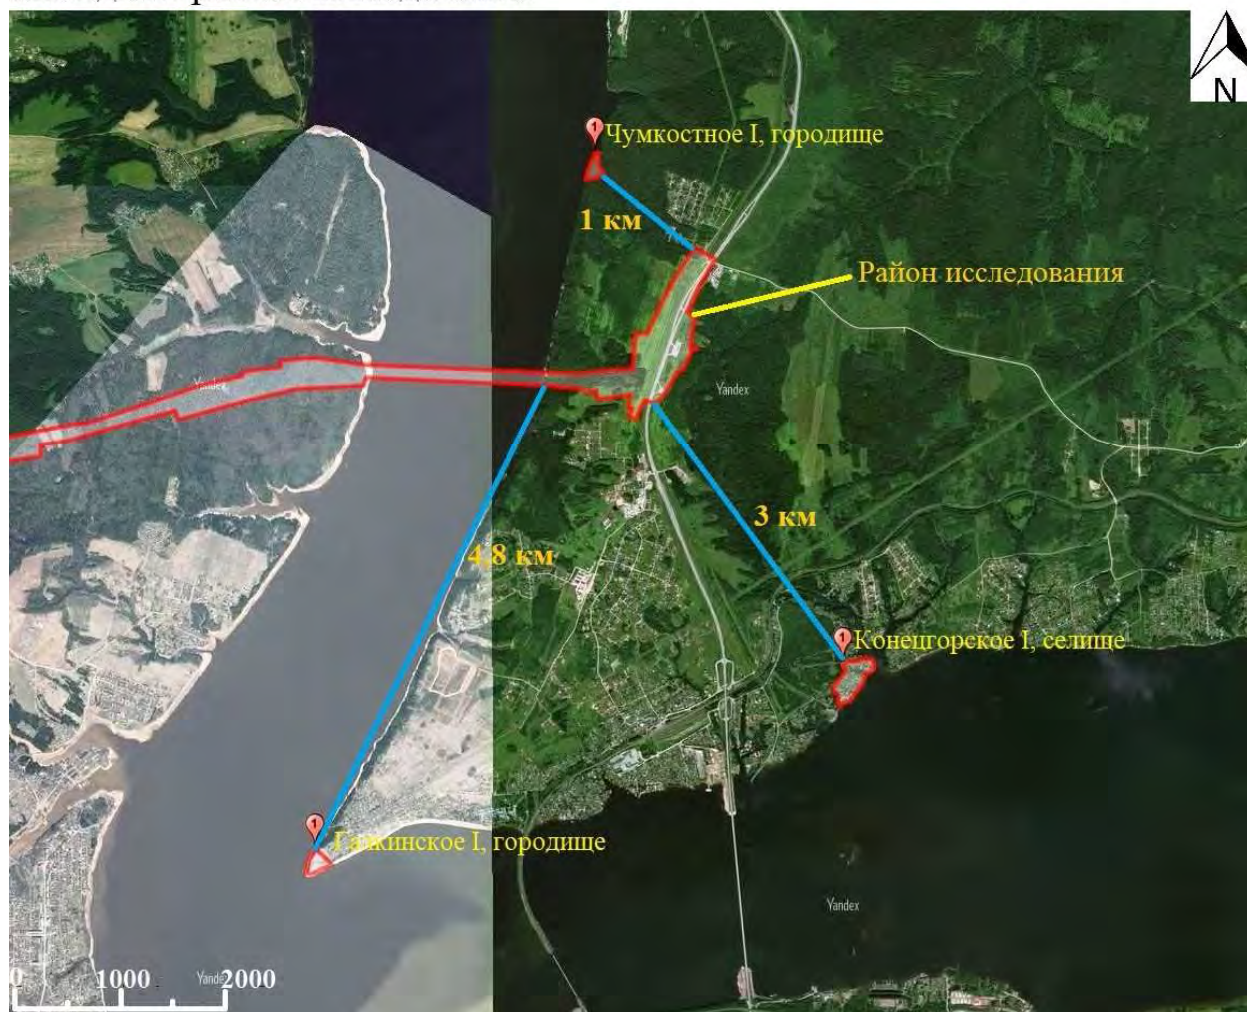 N
Чумкостное I, городище
1 км
Район исследования
Yandex
Yandex
3 км
4,8 км
Конецгорское I, селище
Галкинское I, городище
Yandex
0 1000 2000
Yandex